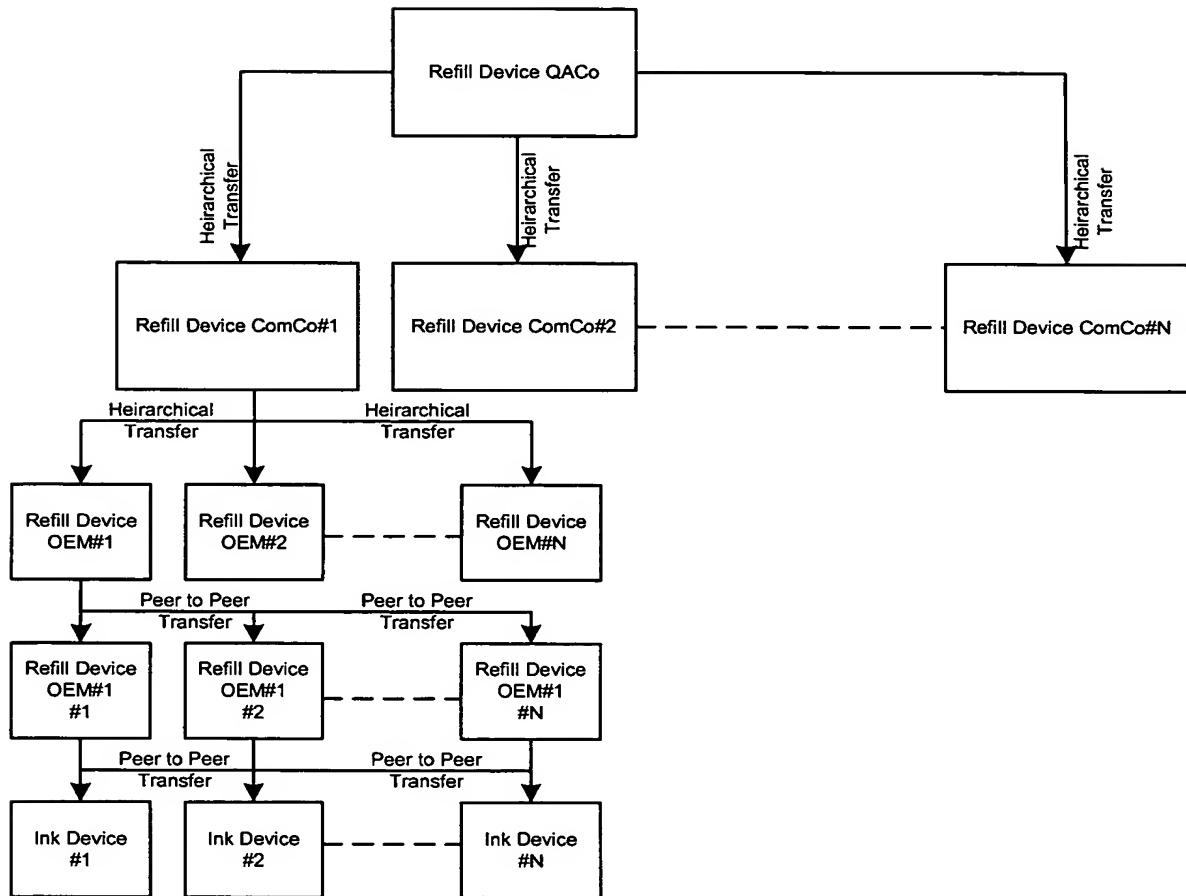 Refill Device QACo
Heirarchical
Transfer
Heirarchical
Transfer
Heirarchical
Transfer
Refill Device ComCo#1
Refill Device ComCo#2
Refill Device ComCo#N
Heirarchical
Transfer
Heirarchical
Transfer
Refill Device
OEM#1
Refill Device
OEM#2
Refill Device
OEM#N
Peer to Peer
Transfer
Peer to Peer
Transfer
Refill Device
OEM#1
#1
Refill Device
OEM#1
#2
Refill Device
OEM#1
#N
Peer to Peer
Transfer
Peer to Peer
Transfer
Ink Device
#1
Ink Device
#2
Ink Device
#N